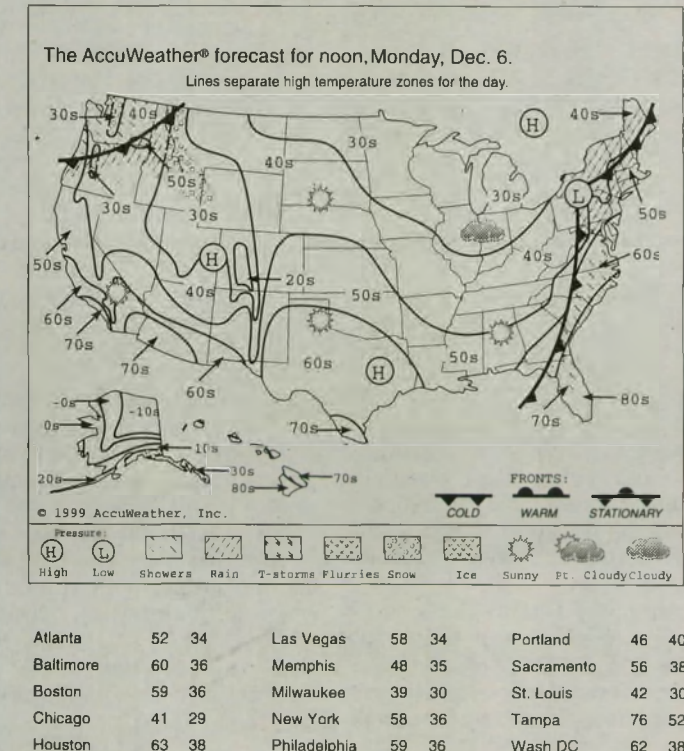 The AccuWeather® forecast for noon, Monday, Dec. 6.
Lines separate high temperature zones for the day.
30s 40s H 40s
30s
40s
50s 30s L
30s 30s 50s
H 40s 60s
50s 20s
40s 50s
60s 50s
70s 60s H
70s
60s
-0s -10s 80s
0s 70s 70s
10s
20s 30s 70s FRONTS:
80s
© 1999 AccuWeather, Inc. COLD WARM STATIONARY
Pressure:
H L
High Low Showers Rain T-storms Flurries Snow Ice Sunny Pt. Cloudy Cloudy
Atlanta 52 34 Las Vegas 58 34 Portland 46 40
Baltimore 60 36 Memphis 48 35 Sacramento 56 38
Boston 59 36 Milwaukee 39 30 St. Louis 42 30
Chicago 41 29 New York 58 36 Tampa 76 52
Houston 63 38 Philadelphia 59 36 Wash DC 62 38